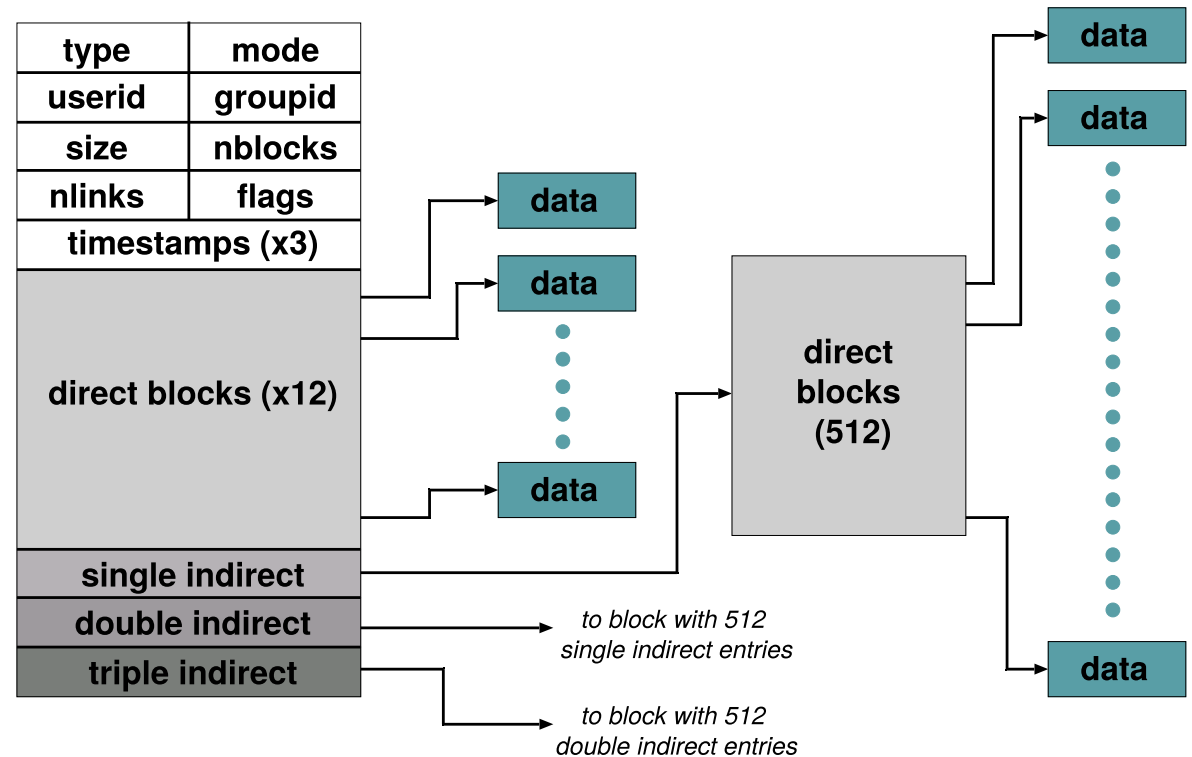 type mode
userid groupid
size nblocks
nlinks flags
timestamps (x3)
direct blocks (x12)
single indirect
double indirect
triple indirect
data
data
data
to block with 512
single indirect entries
to block with 512
double indirect entries
direct
blocks
(512)
data
data
data